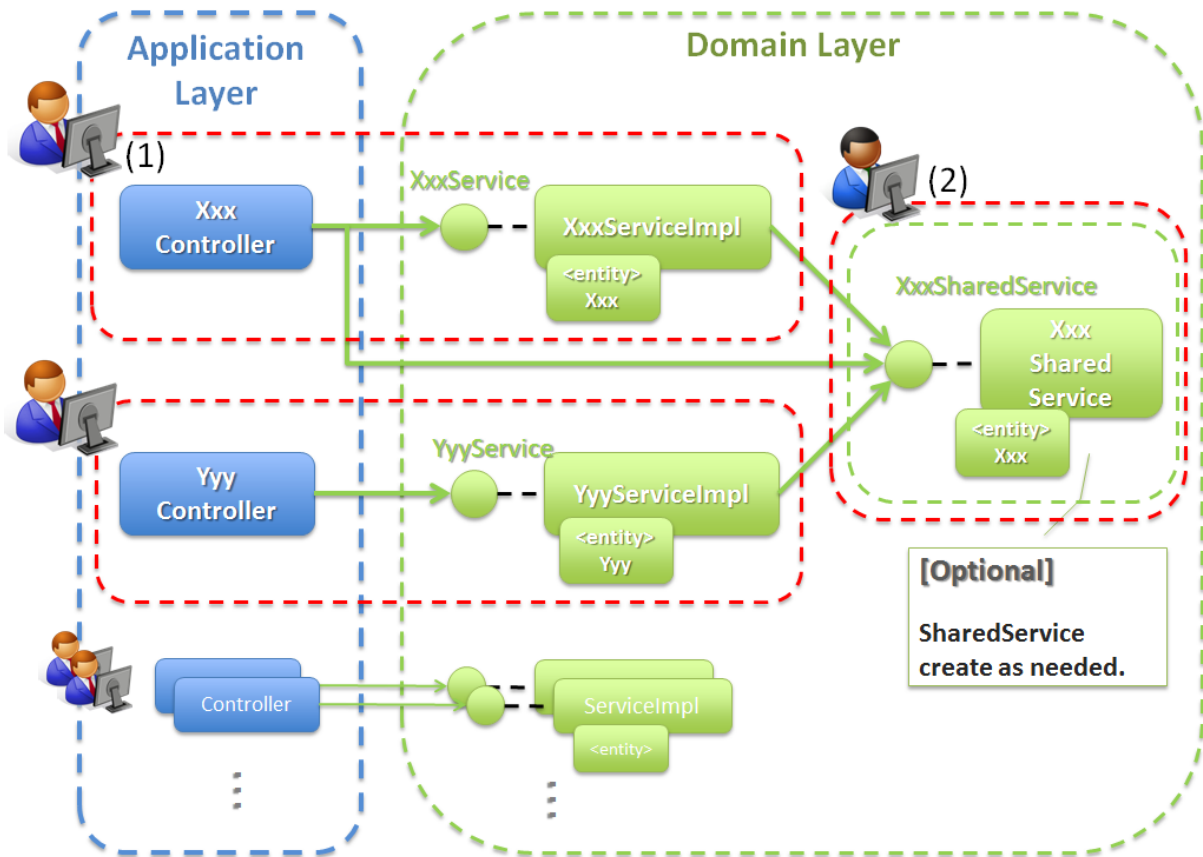 Application
Layer
Domain Layer
(1)
Xxx
Controller
XxxService
XxxServiceImpl
<entity>
Xxx
(2)
XxxSharedService
Xxx
Shared
Service
<entity>
Xxx
Yyy
Controller
YyyService
YyyServiceImpl
<entity>
Yyy
[Optional]
SharedService
create as needed.
Controller
ServiceImpl
<entity>